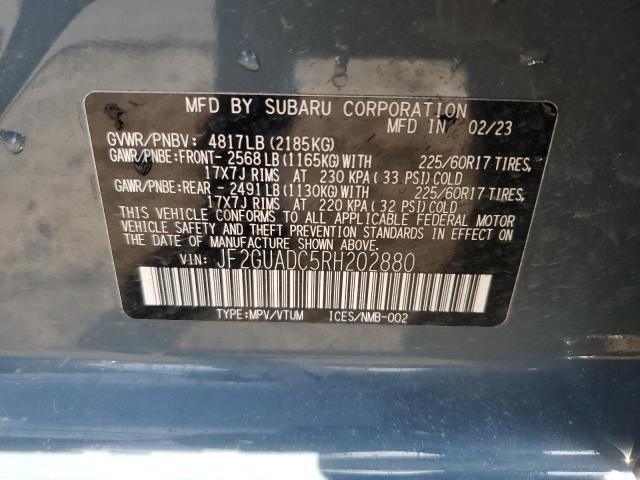 MFD BY SUBARU CORPORATION
MFD IN 02/23
GVWR/PNBV: 4817LB (2185KG)
GAWR/PNBE:FRONT- 2568LB (1165KG) WITH 225/60R17 TIRES,
17X7J RIMS AT 230 KPA ( 33 PSI) COLD
GAWR/PNBE:REAR - 2491LB (1130KG) WITH 225/60R17 TIRES,
17X7J RIMS AT 220 KPA ( 32 PSI) COLD
THIS VEHICLE CONFORMS TO ALL APPLICABLE FEDERAL MOTOR
VEHICLE SAFETY AND THEFT PREVENTION STANDARDS IN EFFECT
ON THE DATE OF MANUFACTURE SHOWN ABOVE.
VIN: JF2GUADC5RH202880
TYPE:MPV/VTUM ICES/NMB-002